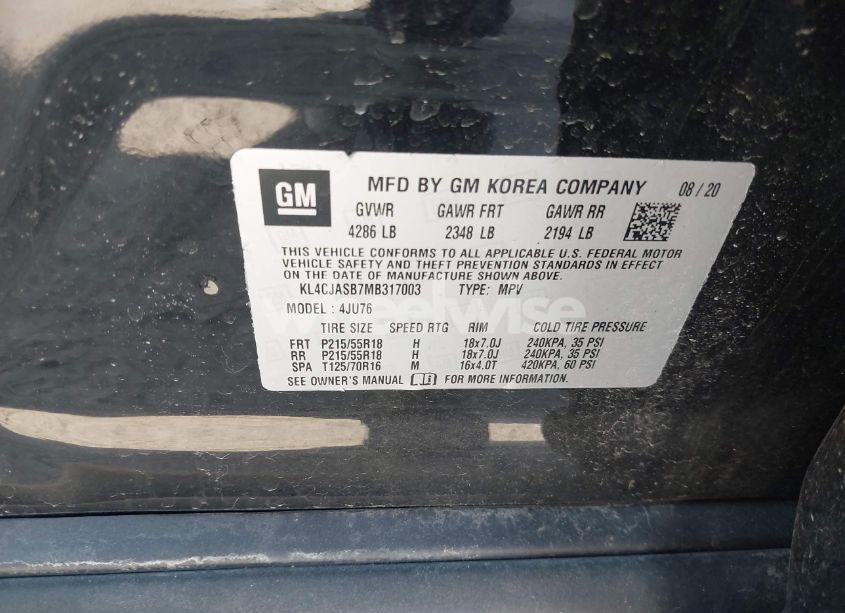 GM MFD BY GM KOREA COMPANY 08/20
GVWR GAWR FRT GAWR RR
4286 LB 2348 LB 2194 LB
THIS VEHICLE CONFORMS TO ALL APPLICABLE U.S. FEDERAL MOTOR
VEHICLE SAFETY AND THEFT PREVENTION STANDARDS IN EFFECT
ON THE DATE OF MANUFACTURE SHOWN ABOVE.
KL4CJASB7MB317003 TYPE: MPV
MODEL: 4JU76
wheelwise
TIRE SIZE SPEED RTG RIM COLD TIRE PRESSURE
FRT P215/55R18 H 18x7.0J 240KPA, 35 PSI
RR P215/55R18 H 18x7.0J 240KPA, 35 PSI
SPA T125/70R16 M 16x4.0T 420KPA, 60 PSI
SEE OWNER'S MANUAL FOR MORE INFORMATION.